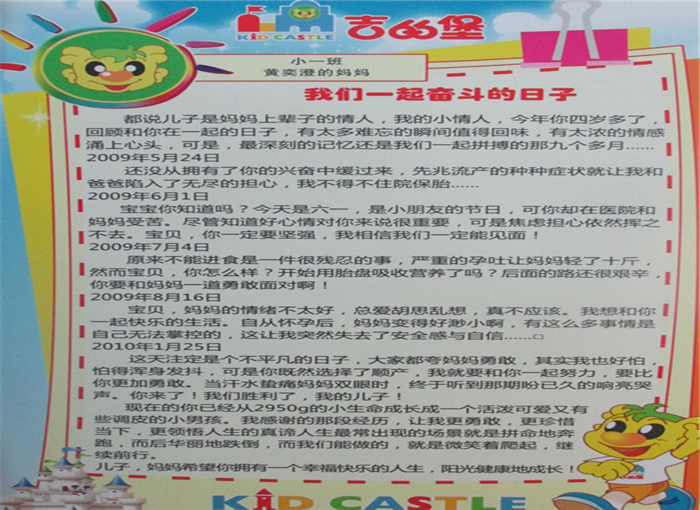 KID CASTLE 吉的堡
小一班
黄奕澄的妈妈
我们一起奋斗的日子
都说儿子是妈妈上辈子的情人，我的小情人，今年你四岁多了，
回顾和你在一起的日子，有太多难忘的瞬间值得回味，有太浓的情感
涌上心头，可是，最深刻的记忆还是我们一起拼搏的那九个多月......
2009年5月24日
还没从拥有了你的兴奋中缓过来，先兆流产的种种症状就让我和
爸爸陷入了无尽的担心，我不得不住院保胎......
2009年6月1日
宝宝你知道吗？今天是六一，是小朋友的节日，可你却在医院和
妈妈受苦。尽管知道好心情对你来说很重要，可是焦虑担心依然挥之
不去。宝贝，你一定要坚强，我相信我们一定能见面！
2009年7月4日
原来不能进食是一件很残忍的事，严重的孕吐让妈妈轻了十斤，
然而宝贝，你怎么样？开始用胎盘吸收营养了吗？后面的路还很艰辛，
你要和妈妈一道勇敢面对啊！
2009年8月16日
宝贝，妈妈的情绪不太好，总爱胡思乱想，真不应该。我想和你
一起快乐的生活。自从怀孕后，妈妈变得好渺小啊，有这么多事情是
自己无法掌控的，这让我突然失去了安全感与自信......□
2010年1月25日
这天注定是个不平凡的日子，大家都夸妈妈勇敢，其实我也好怕，
怕得浑身发抖，可是你既然选择了顺产，我就要和你一起努力，要比
你更加勇敢。当汗水蛰痛妈妈双眼时，终于听到那期盼已久的响亮哭
声。你来了！我们胜利了，我的儿子！
现在的你已经从2950g的小生命成长成一个活泼可爱又有
些调皮的小男孩。我感谢的那段经历，让我更勇敢，更珍惜
当下，更领悟人生的真谛人生最常出现的场景就是拼命地奔
跑，而后华丽地跌倒，而我们能做的，就是微笑着爬起，继
续前行。
儿子，妈妈希望你拥有一个幸福快乐的人生，阳光健康地成长！
KID CASTLE